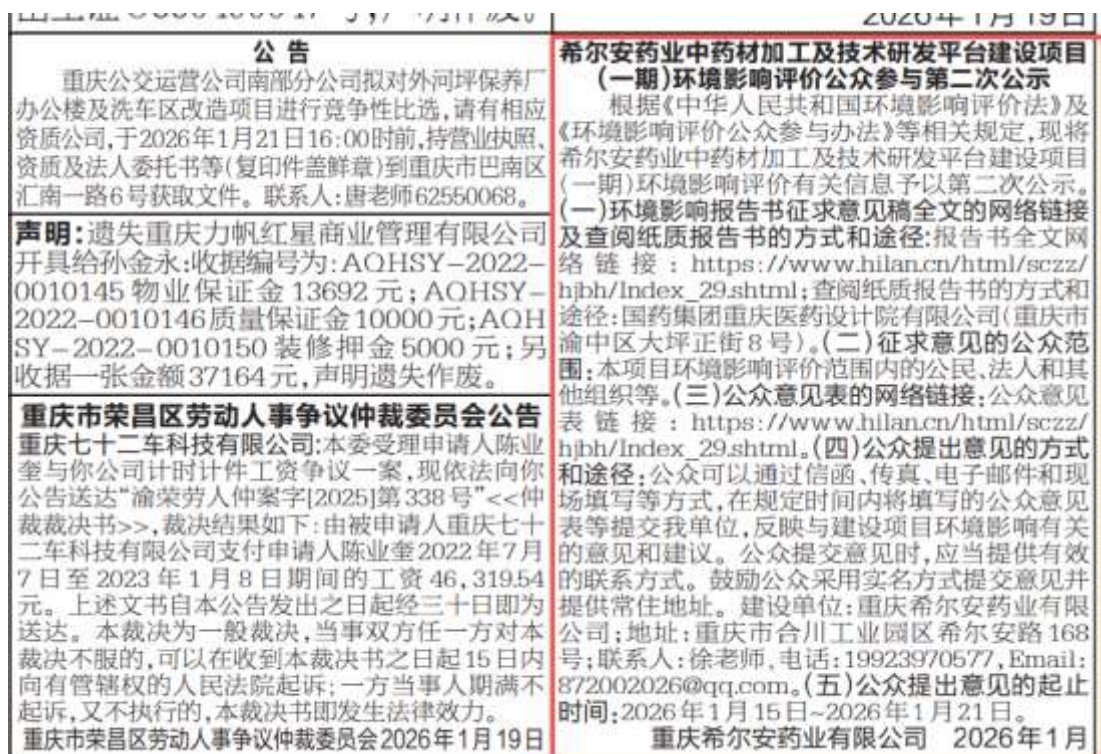 公 告
重庆公交运营公司南部分公司拟对外河坪保养厂
办公楼及洗车区改造项目进行竞争性比选,请有相应
资质公司,于2026年1月21日16:00时前,持营业执照、
资质及法人委托书等(复印件盖鲜章)到重庆市巴南区
汇南一路6号获取文件。联系人:唐老师62550068。
声明:遗失重庆力帆红星商业管理有限公司
开具给孙金永:收据编号为:AQHSY-2022-
0010145物业保证金13692元;AQHSY-
2022-0010146质量保证金10000元;AQH
SY-2022-0010150装修押金5000元;另
收据一张金额37164元,声明遗失作废。
重庆市荣昌区劳动人事争议仲裁委员会公告
重庆七十二车科技有限公司:本委受理申请人陈业
奎与你公司计时计件工资争议一案,现依法向你
公告送达“渝荣劳人仲案字[2025]第338号”<<仲
裁裁决书>>,裁决结果如下:由被申请人重庆七十
二车科技有限公司支付申请人陈业奎2022年7月
7日至2023年1月8日期间的工资46,319.54
元。上述文书自本公告发出之日起经三十日即为
送达。本裁决为一般裁决,当事双方任一方对本
裁决不服的,可以在收到本裁决书之日起15日内
向有管辖权的人民法院起诉;一方当事人期满不
起诉,又不执行的,本裁决书即发生法律效力。
重庆市荣昌区劳动人事争议仲裁委员会2026年1月19日
2026年1月19日
希尔安药业中药材加工及技术研发平台建设项目
(一期)环境影响评价公众参与第二次公示
根据《中华人民共和国环境影响评价法》及
《环境影响评价公众参与办法》等相关规定,现将
希尔安药业中药材加工及技术研发平台建设项目
(一期)环境影响评价有关信息予以第二次公示。
(一)环境影响报告书征求意见稿全文的网络链接
及查阅纸质报告书的方式和途径:报告书全文网
络链接:https://www.hilan.cn/html/sczz/
hjbh/Index_29.shtml;查阅纸质报告书的方式和
途径:国药集团重庆医药设计院有限公司(重庆市
渝中区大坪正街8号)。(二)征求意见的公众范
围:本项目环境影响评价范围内的公民、法人和其
他组织等。(三)公众意见表的网络链接:公众意见
表链接:https://www.hilan.cn/html/sczz/
hjbh/Index_29.shtml。(四)公众提出意见的方式
和途径:公众可以通过信函、传真、电子邮件和现
场填写等方式,在规定时间内将填写的公众意见
表等提交我单位,反映与建设项目环境影响有关
的意见和建议。公众提交意见时,应当提供有效
的联系方式。鼓励公众采用实名方式提交意见并
提供常住地址。建设单位:重庆希尔安药业有限
公司;地址:重庆市合川工业园区希尔安路168
号;联系人:徐老师,电话:19923970577,Email:
872002026@qq.com。(五)公众提出意见的起止
时间:2026年1月15日~2026年1月21日。
重庆希尔安药业有限公司 2026年1月